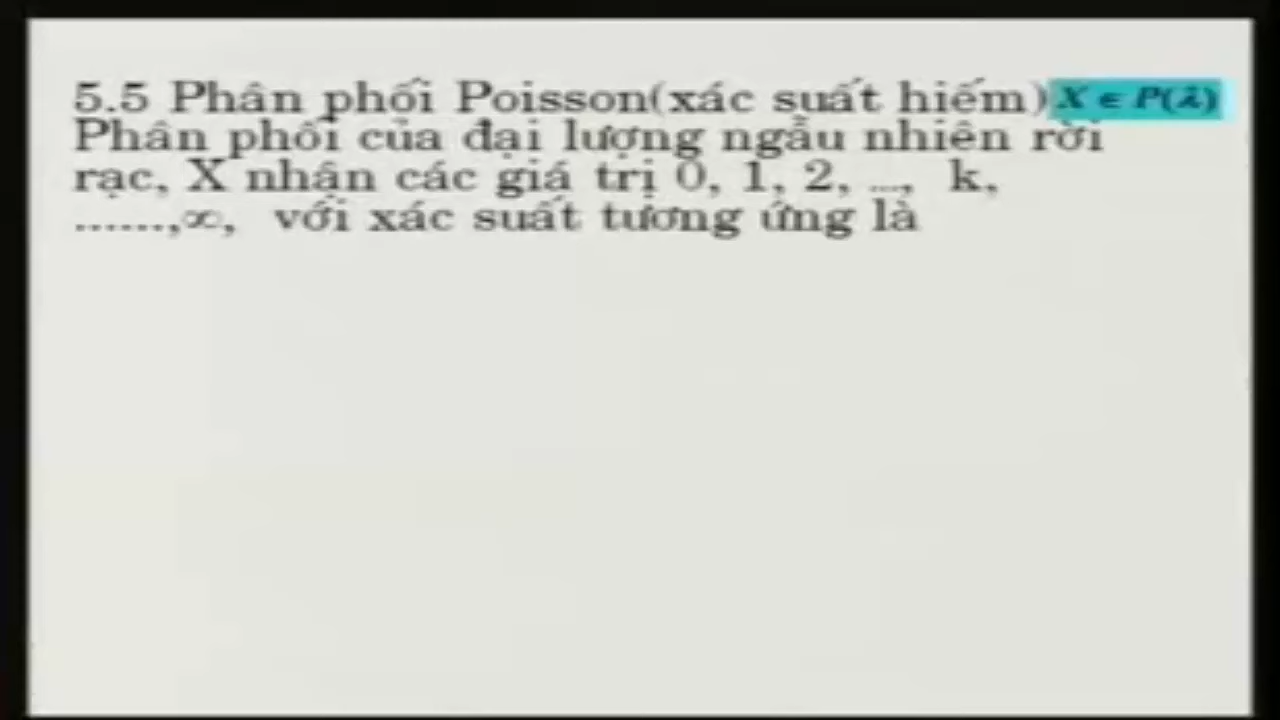 5.5 Phân phối Poisson(xác suất hiếm) X ∈ P(λ)
Phân phối của đại lượng ngẫu nhiên rời
rạc, X nhận các giá trị 0, 1, 2, ..., k,
......,∞, với xác suất tương ứng là